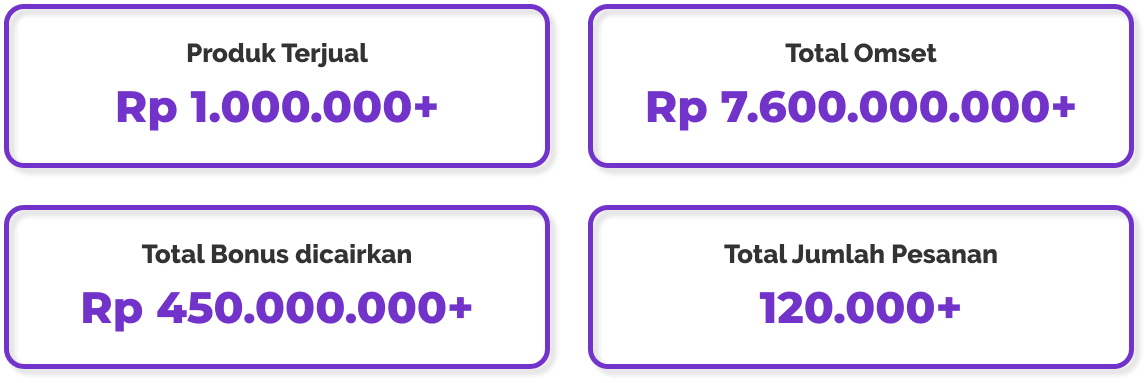 Produk Terjual
Rp 1.000.000+
Total Omset
Rp 7.600.000.000+
Total Bonus dicairkan
Rp 450.000.000+
Total Jumlah Pesanan
120.000+